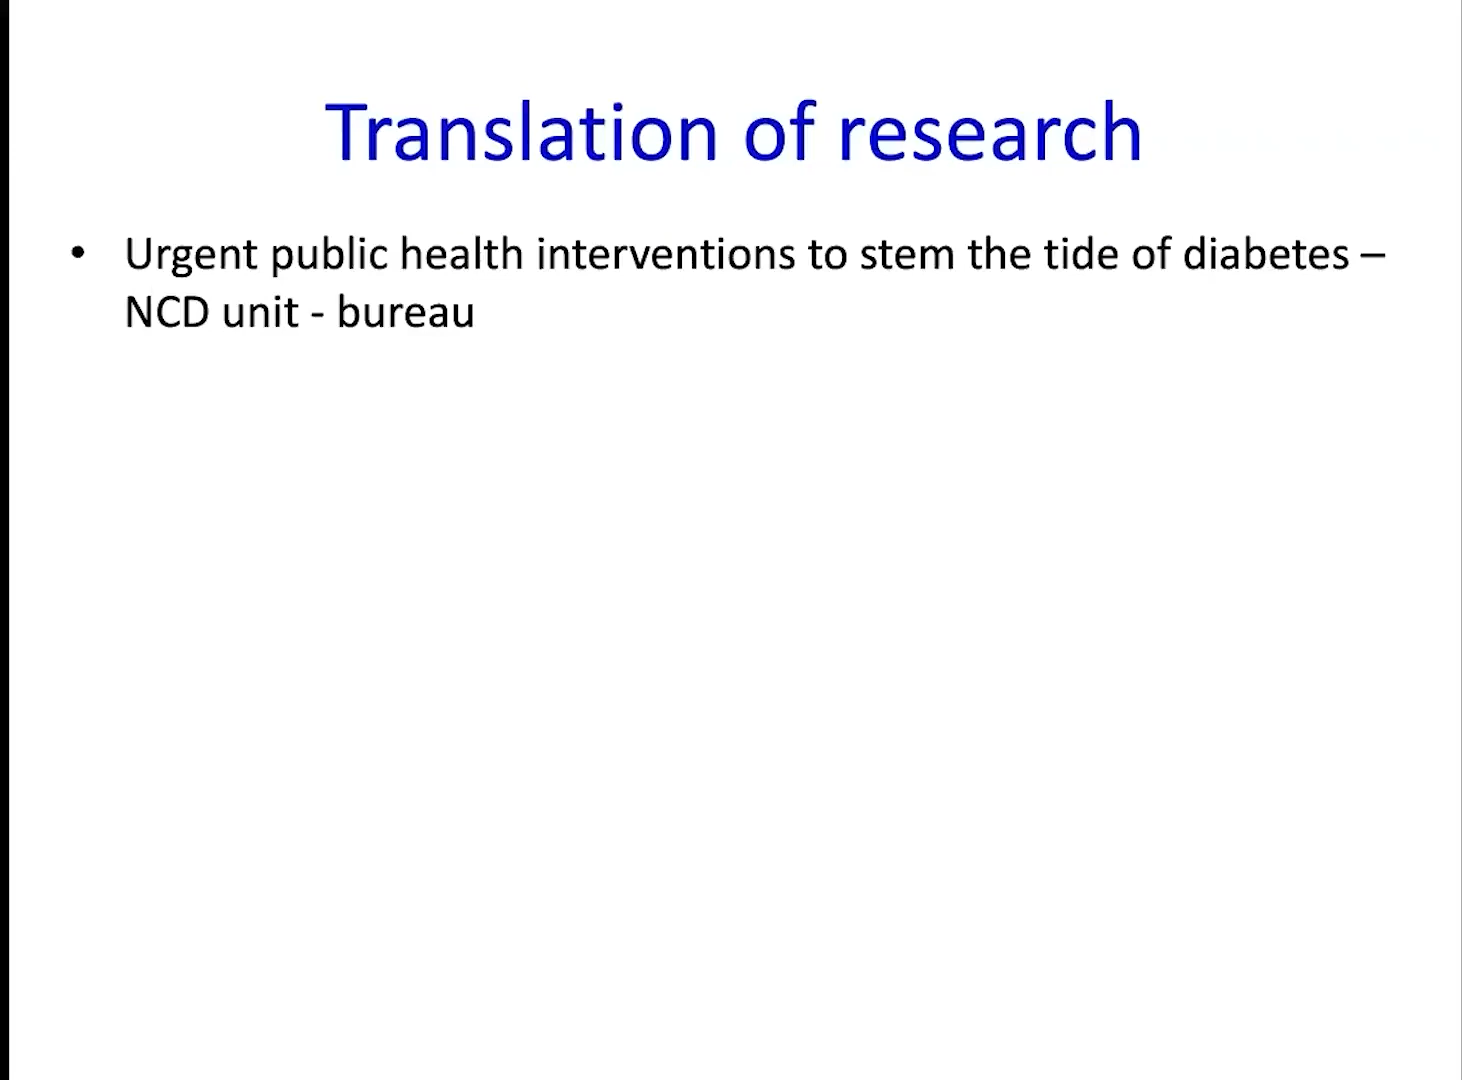 Translation of research
• Urgent public health interventions to stem the tide of diabetes –
NCD unit - bureau